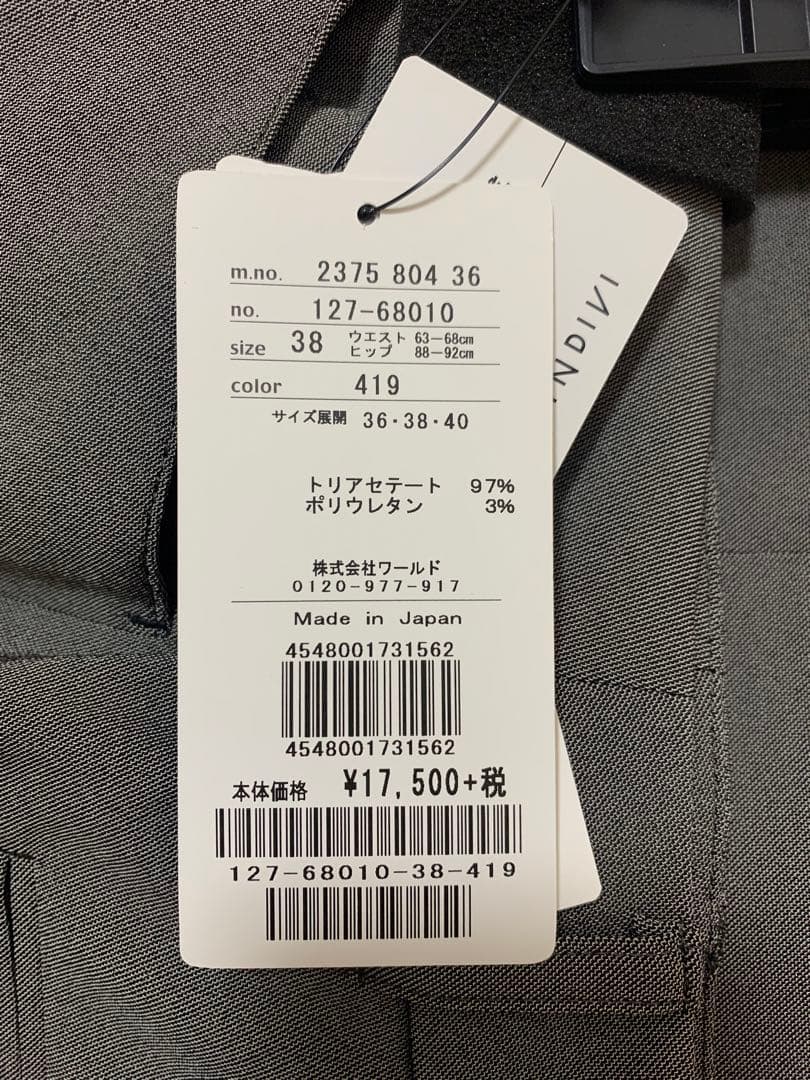 m.no. 2375 804 36
no. 127-68010
size 38 ウエスト 63-68cm
ヒップ 88-92cm
color 419
サイズ展開 36・38・40
トリアセテート 97%
ポリウレタン 3%
株式会社ワールド
0120-977-917
Made in Japan
4548001731562
4548001731562
本体価格 ¥17,500+税
127-68010-38-419
INDIVI